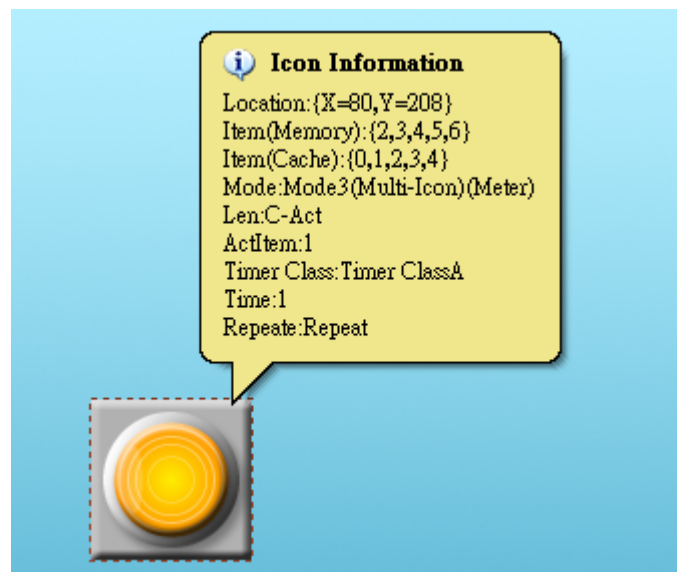 Icon Information
Location:{X=80,Y=208}
Item(Memory):{2,3,4,5,6}
Item(Cache):{0,1,2,3,4}
Mode:Mode3(Multi-Icon)(Meter)
Len:C-Act
ActItem:1
Timer Class:Timer ClassA
Time:1
Repeate:Repeat